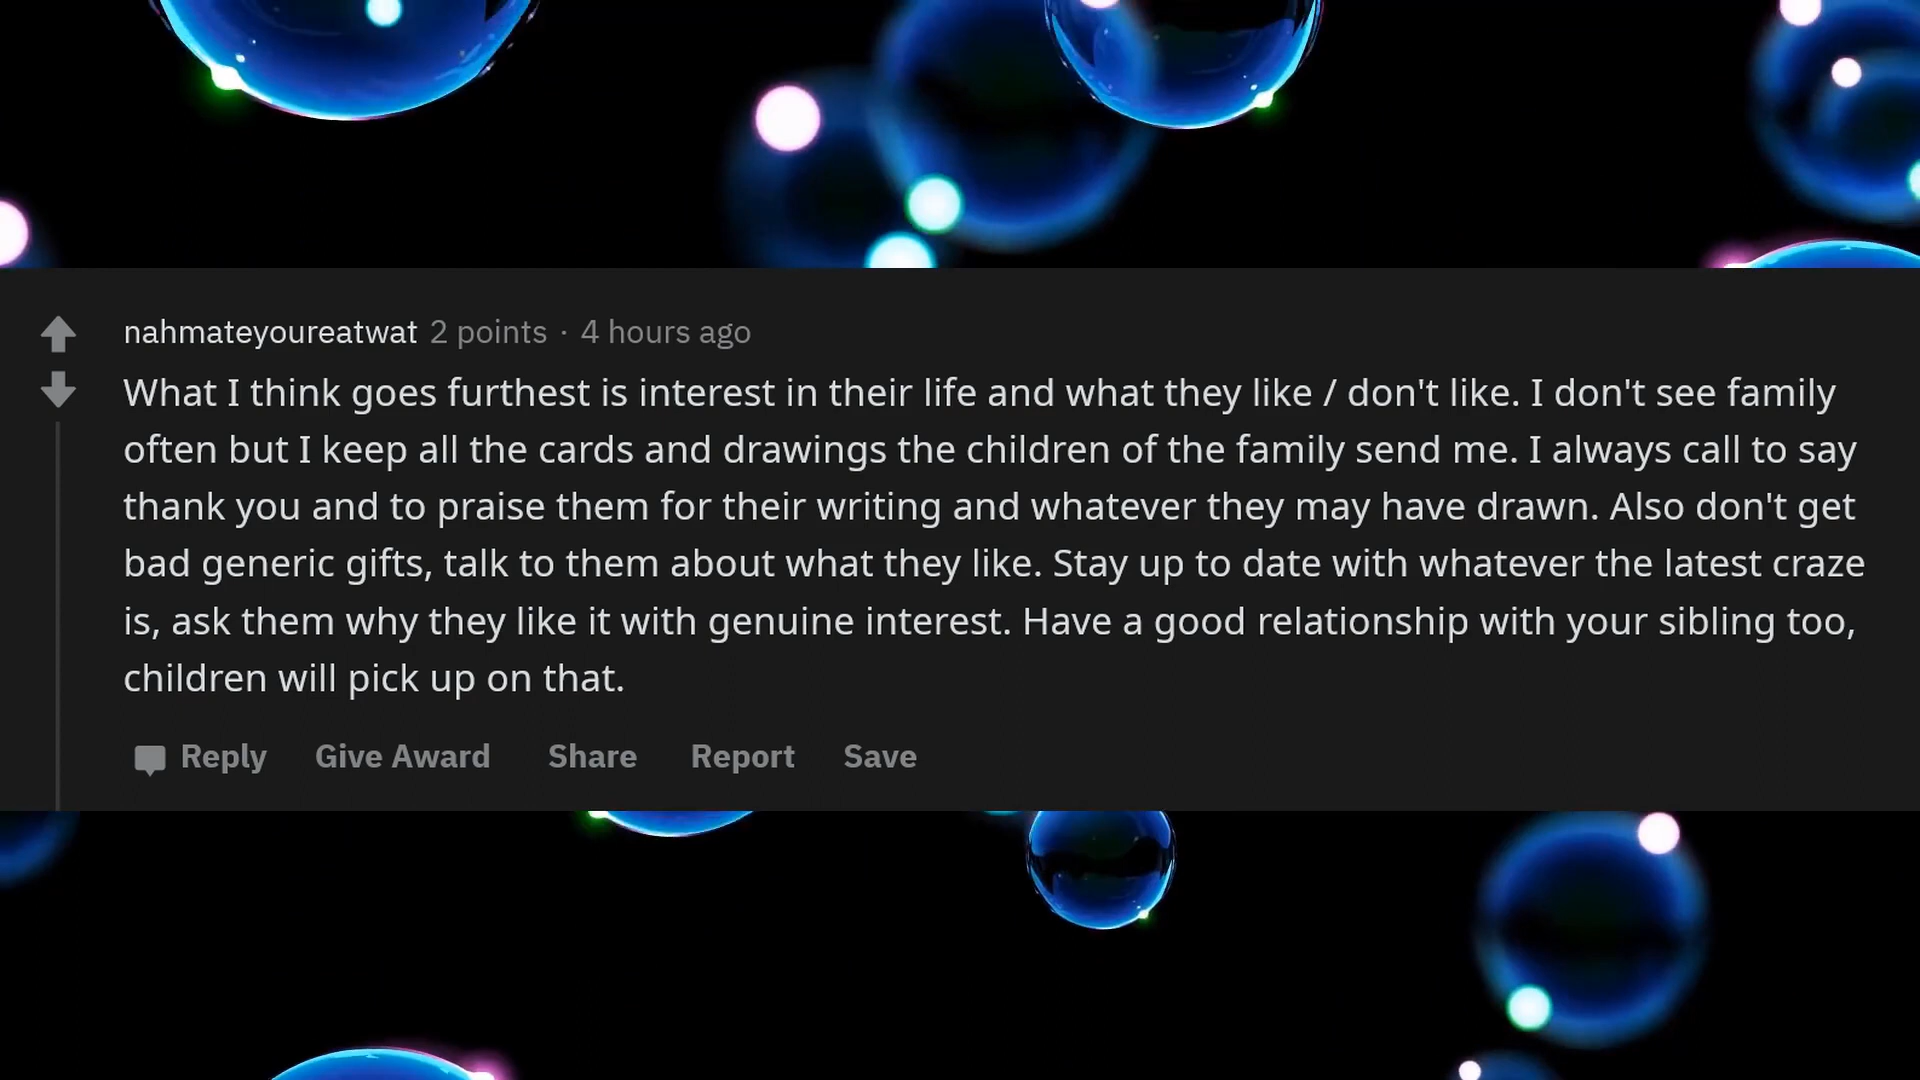 nahmateyoureatwat 2 points · 4 hours ago
What I think goes furthest is interest in their life and what they like / don't like. I don't see family
often but I keep all the cards and drawings the children of the family send me. I always call to say
thank you and to praise them for their writing and whatever they may have drawn. Also don't get
bad generic gifts, talk to them about what they like. Stay up to date with whatever the latest craze
is, ask them why they like it with genuine interest. Have a good relationship with your sibling too,
children will pick up on that.
Reply Give Award Share Report Save